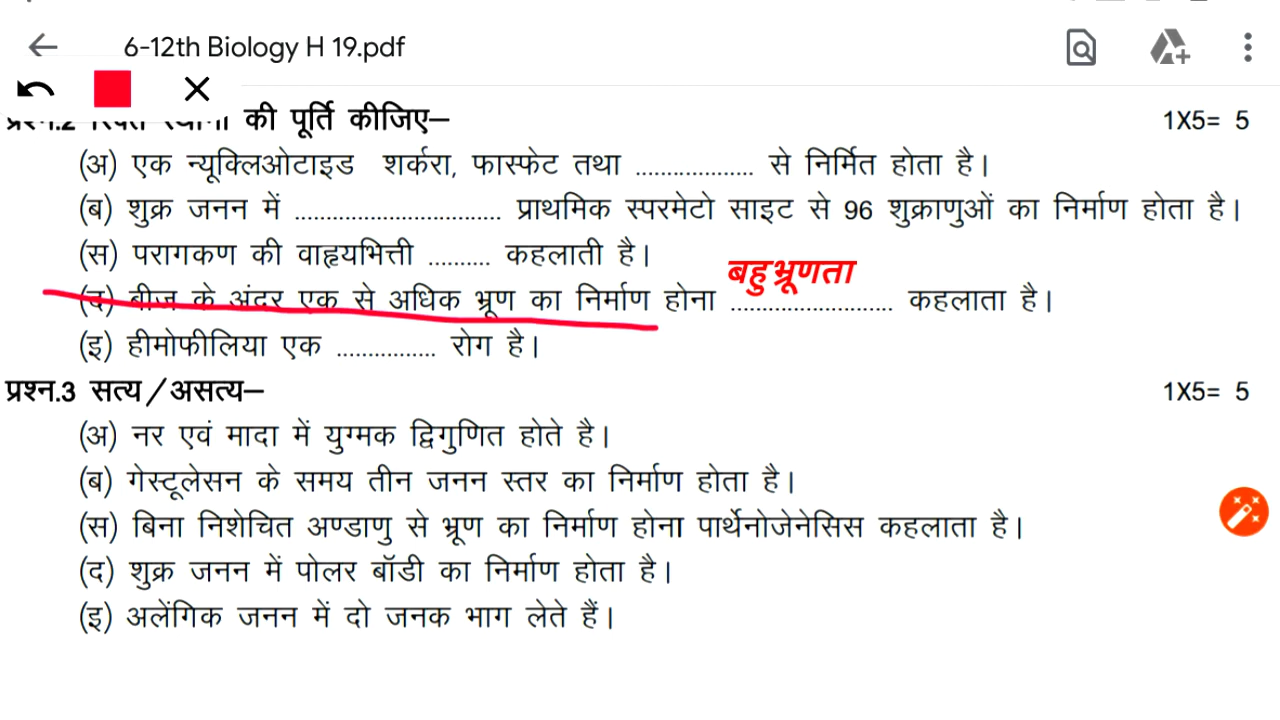 6-12th Biology H 19.pdf
की पूर्ति कीजिए– 1X5= 5
(अ) एक न्यूक्लिओटाइड शर्करा, फास्फेट तथा ................... से निर्मित होता है।
(ब) शुक्र जनन में ................................. प्राथमिक स्परमेटो साइट से 96 शुक्राणुओं का निर्माण होता है।
(स) परागकण की वाहृयभित्ती .......... कहलाती है।
बहुभ्रूणता
(द) बीज के अंदर एक से अधिक भ्रूण का निर्माण होना .......................... कहलाता है।
(इ) हीमोफीलिया एक ................ रोग है।
प्रश्न.3 सत्य/असत्य– 1X5= 5
(अ) नर एवं मादा में युग्मक द्विगुणित होते है।
(ब) गेस्टूलेसन के समय तीन जनन स्तर का निर्माण होता है।
(स) बिना निशेचित अण्डाणु से भ्रूण का निर्माण होना पार्थेनोजेनेसिस कहलाता है।
(द) शुक्र जनन में पोलर बॉडी का निर्माण होता है।
(इ) अलेंगिक जनन में दो जनक भाग लेते हैं।